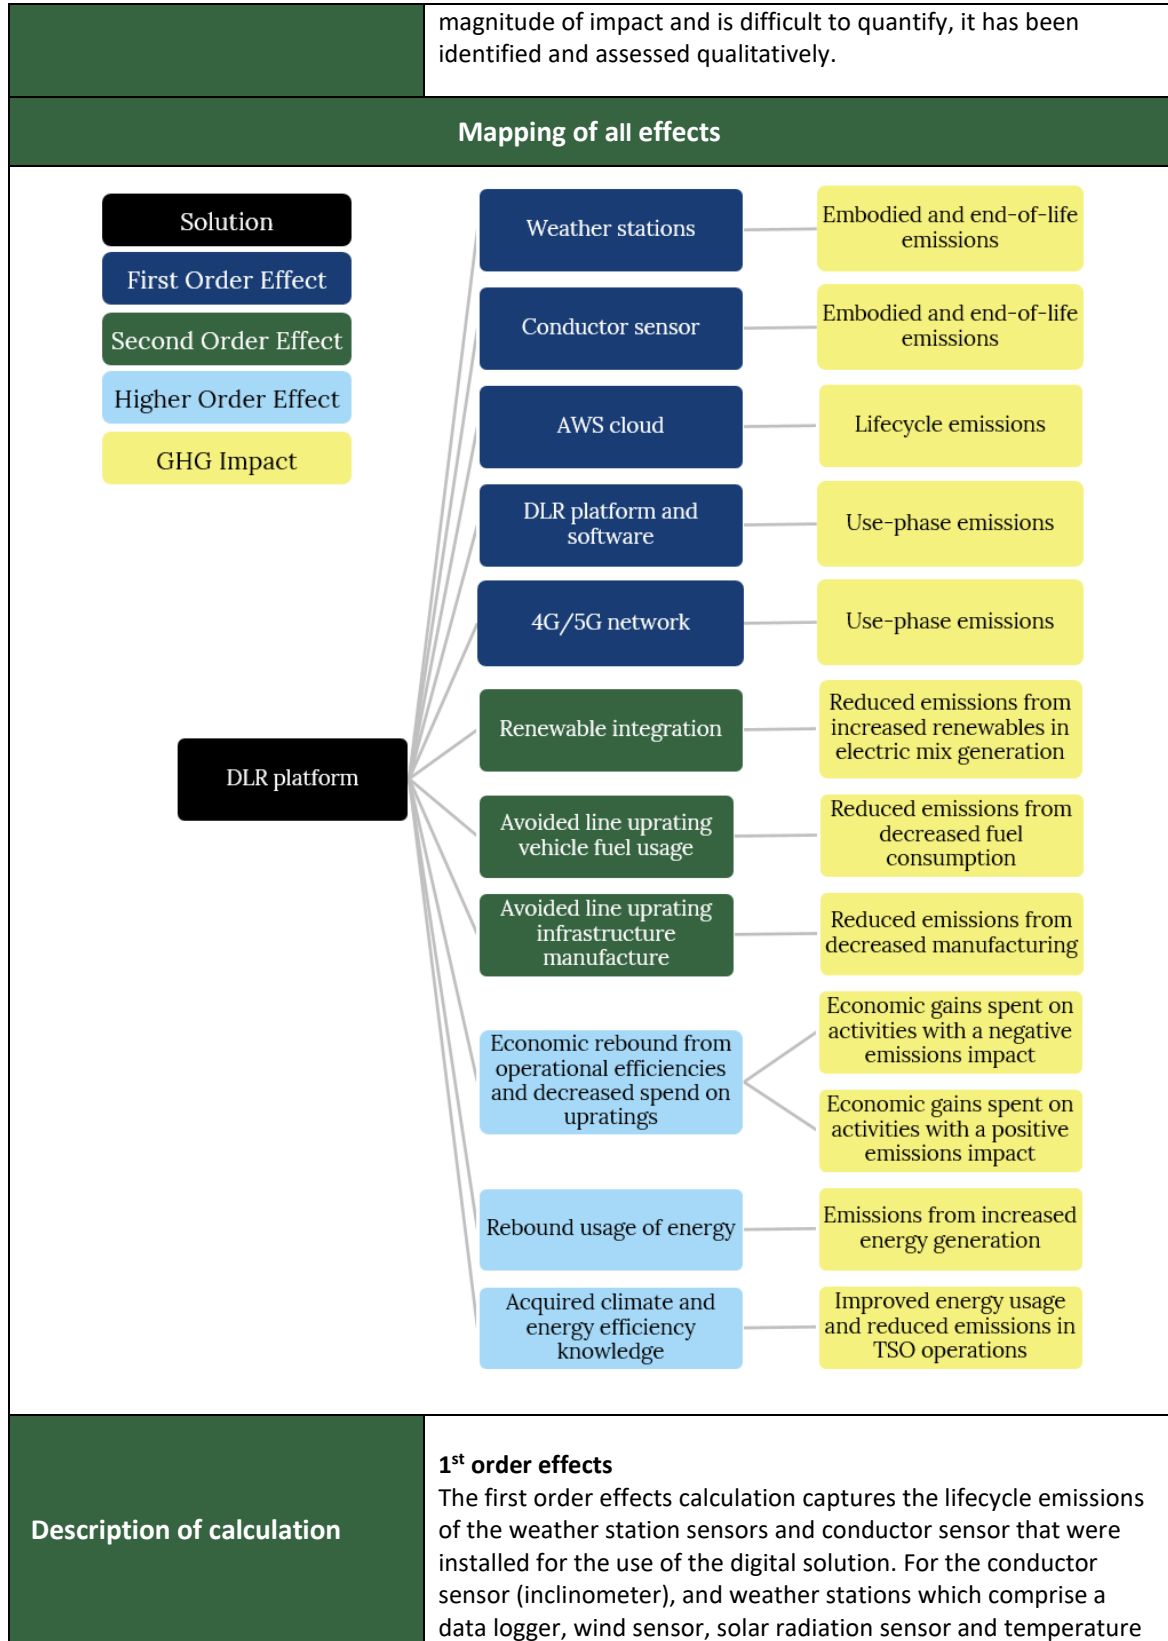 magnitude of impact and is difficult to quantify, it has been
identified and assessed qualitatively.
Mapping of all effects
Solution
First Order Effect
Second Order Effect
Higher Order Effect
GHG Impact
DLR platform
Weather stations
Embodied and end-of-life
emissions
Conductor sensor
Embodied and end-of-life
emissions
AWS cloud
Lifecycle emissions
DLR platform and
software
Use-phase emissions
4G/5G network
Use-phase emissions
Renewable integration
Reduced emissions from
increased renewables in
electric mix generation
Avoided line uprating
vehicle fuel usage
Reduced emissions from
decreased fuel
consumption
Avoided line uprating
infrastructure
manufacture
Reduced emissions from
decreased manufacturing
Economic rebound from
operational efficiencies
and decreased spend on
upratings
Economic gains spent on
activities with a negative
emissions impact
Economic gains spent on
activities with a positive
emissions impact
Rebound usage of energy
Emissions from increased
energy generation
Acquired climate and
energy efficiency
knowledge
Improved energy usage
and reduced emissions in
TSO operations
Description of calculation
1st order effects
The first order effects calculation captures the lifecycle emissions
of the weather station sensors and conductor sensor that were
installed for the use of the digital solution. For the conductor
sensor (inclinometer), and weather stations which comprise a
data logger, wind sensor, solar radiation sensor and temperature